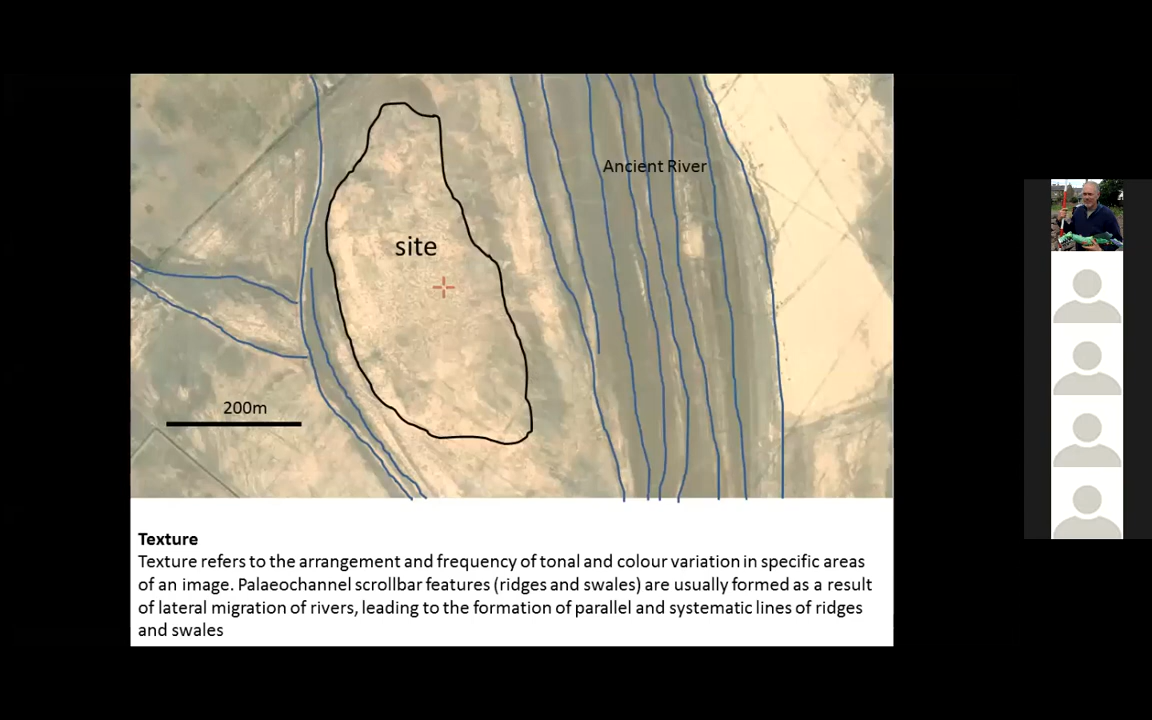 Ancient River
site
200m
Texture
Texture refers to the arrangement and frequency of tonal and colour variation in specific areas
of an image. Palaeochannel scrollbar features (ridges and swales) are usually formed as a result
of lateral migration of rivers, leading to the formation of parallel and systematic lines of ridges
and swales